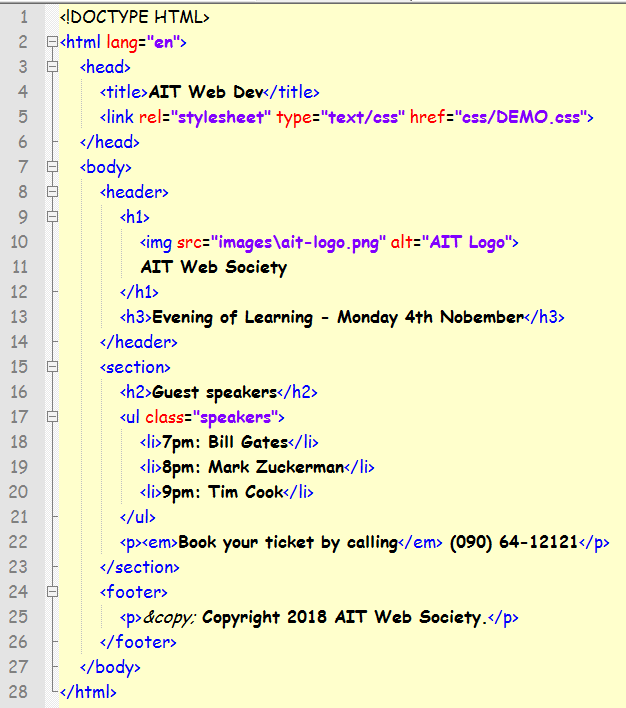 1 <!DOCTYPE HTML>
2 <html lang="en">
3 <head>
4 <title>AIT Web Dev</title>
5 <link rel="stylesheet" type="text/css" href="css/DEMO.css">
6 </head>
7 <body>
8 <header>
9 <h1>
10 <img src="images\ait-logo.png" alt="AIT Logo">
11 AIT Web Society
12 </h1>
13 <h3>Evening of Learning - Monday 4th Nobember</h3>
14 </header>
15 <section>
16 <h2>Guest speakers</h2>
17 <ul class="speakers">
18 <li>7pm: Bill Gates</li>
19 <li>8pm: Mark Zuckerman</li>
20 <li>9pm: Tim Cook</li>
21 </ul>
22 <p><em>Book your ticket by calling</em> (090) 64-12121</p>
23 </section>
24 <footer>
25 <p>&copy; Copyright 2018 AIT Web Society.</p>
26 </footer>
27 </body>
28 </html>